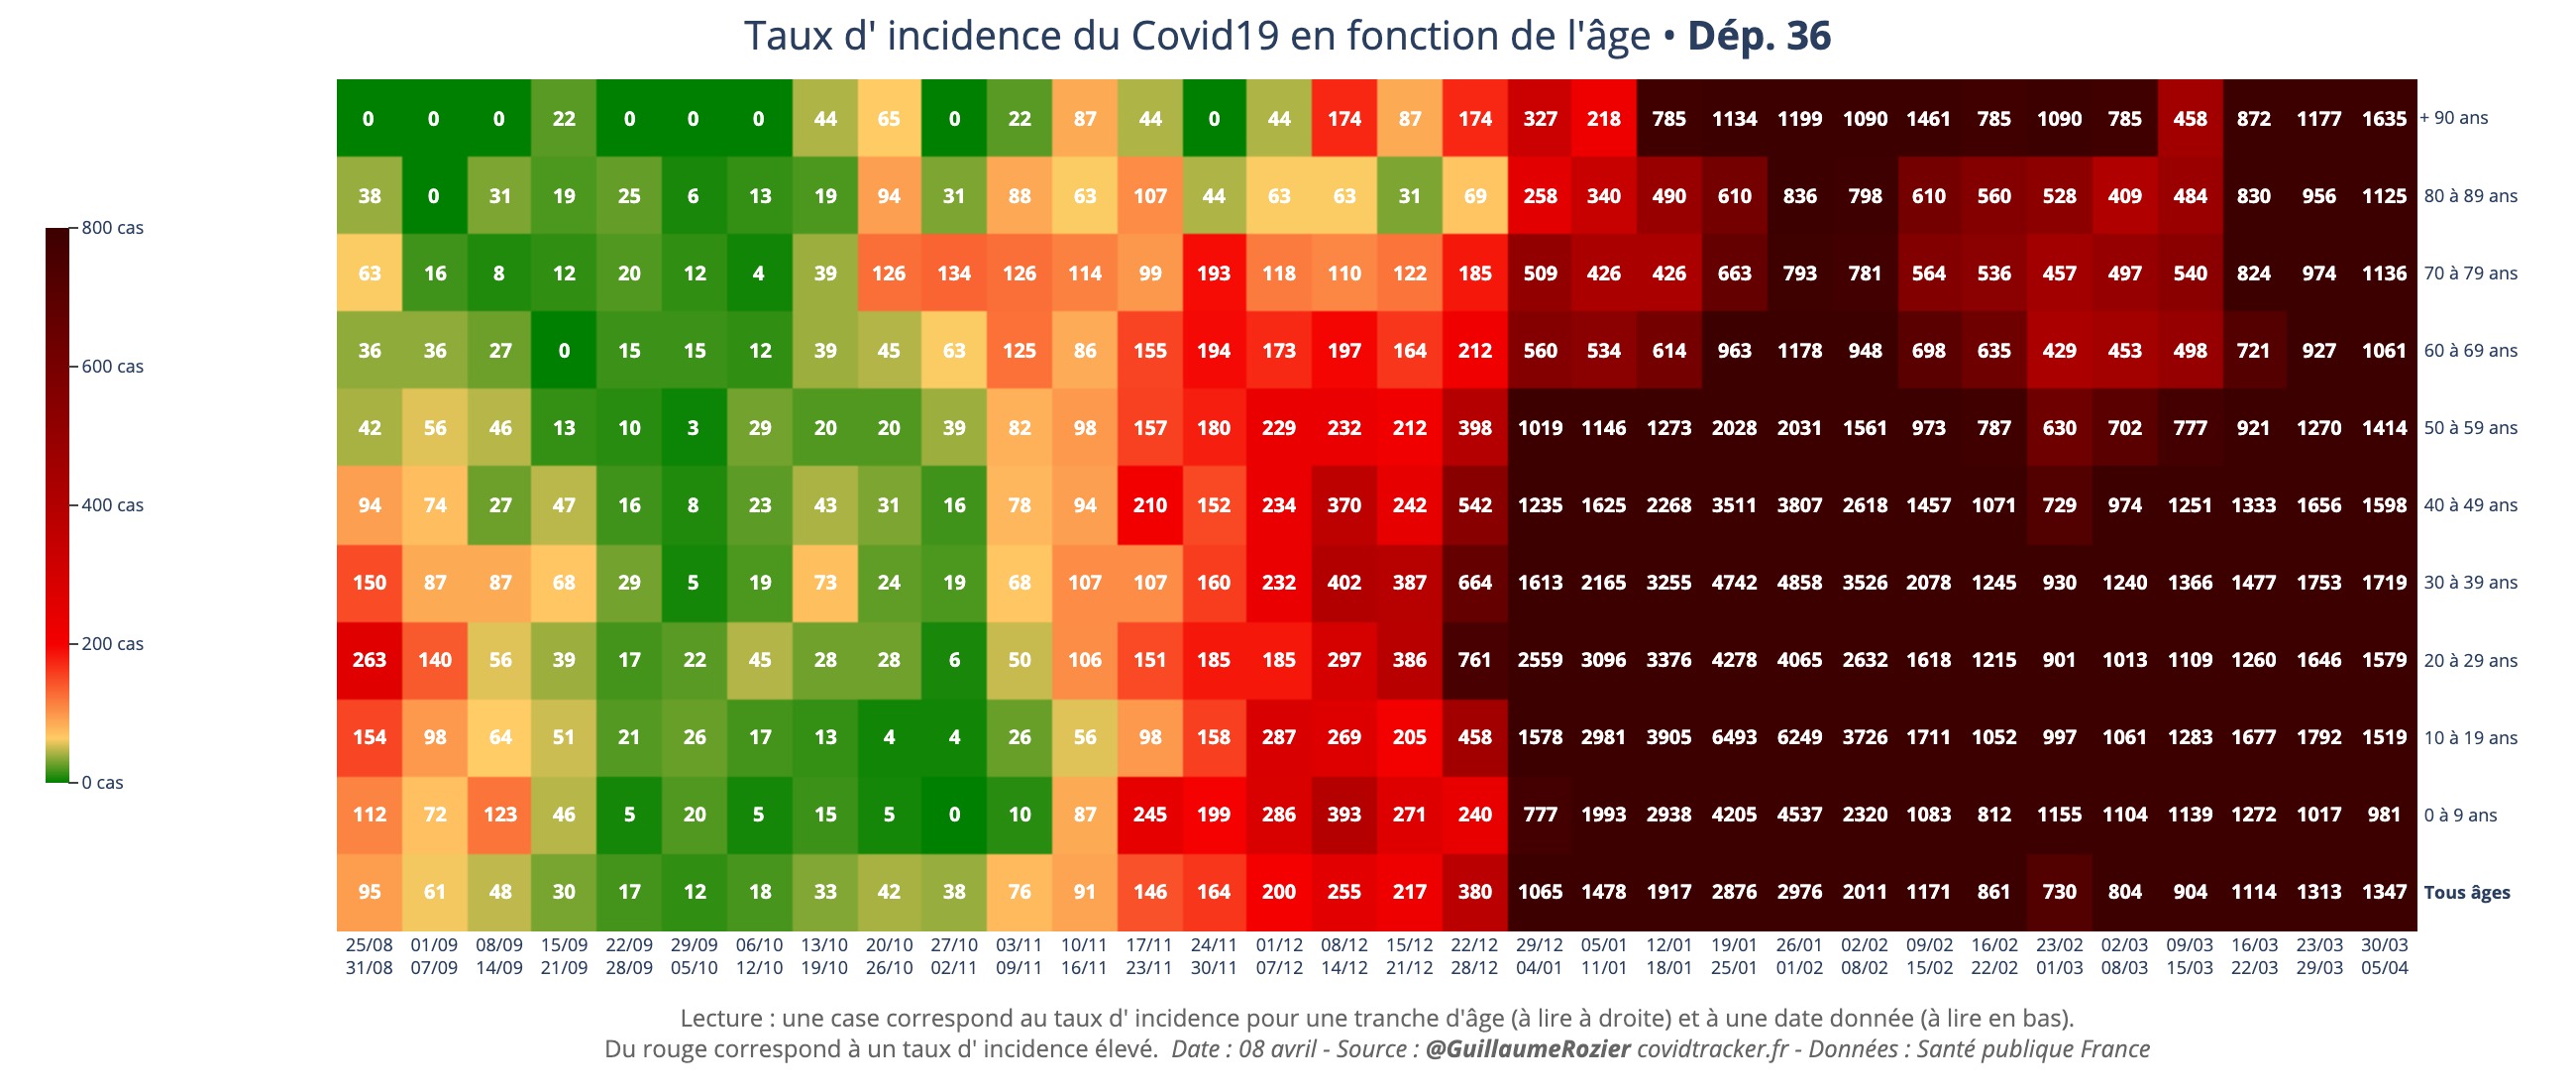 Taux d' incidence du Covid19 en fonction de l'âge • Dép. 36
800 cas
600 cas
400 cas
200 cas
0 cas
0 0 0 22 0 0 0 44 65 0 22 87 44 0 44 174 87 174 327 218 785 1134 1199 1090 1461 785 1090 785 458 872 1177 1635 + 90 ans
38 0 31 19 25 6 13 19 94 31 88 63 107 44 63 63 31 69 258 340 490 610 836 798 610 560 528 409 484 830 956 1125 80 à 89 ans
63 16 8 12 20 12 4 39 126 134 126 114 99 193 118 110 122 185 509 426 426 663 793 781 564 536 457 497 540 824 974 1136 70 à 79 ans
36 36 27 0 15 15 12 39 45 63 125 86 155 194 173 197 164 212 560 534 614 963 1178 948 698 635 429 453 498 721 927 1061 60 à 69 ans
42 56 46 13 10 3 29 20 20 39 82 98 157 180 229 232 212 398 1019 1146 1273 2028 2031 1561 973 787 630 702 777 921 1270 1414 50 à 59 ans
94 74 27 47 16 8 23 43 31 16 78 94 210 152 234 370 242 542 1235 1625 2268 3511 3807 2618 1457 1071 729 974 1251 1333 1656 1598 40 à 49 ans
150 87 87 68 29 5 19 73 24 19 68 107 107 160 232 402 387 664 1613 2165 3255 4742 4858 3526 2078 1245 930 1240 1366 1477 1753 1719 30 à 39 ans
263 140 56 39 17 22 45 28 28 6 50 106 151 185 185 297 386 761 2559 3096 3376 4278 4065 2632 1618 1215 901 1013 1109 1260 1646 1579 20 à 29 ans
154 98 64 51 21 26 17 13 4 4 26 56 98 158 287 269 205 458 1578 2981 3905 6493 6249 3726 1711 1052 997 1061 1283 1677 1792 1519 10 à 19 ans
112 72 123 46 5 20 5 15 5 0 10 87 245 199 286 393 271 240 777 1993 2938 4205 4537 2320 1083 812 1155 1104 1139 1272 1017 981 0 à 9 ans
95 61 48 30 17 12 18 33 42 38 76 91 146 164 200 255 217 380 1065 1478 1917 2876 2976 2011 1171 861 730 804 904 1114 1313 1347 Tous âges
25/08 01/09 08/09 15/09 22/09 29/09 06/10 13/10 20/10 27/10 03/11 10/11 17/11 24/11 01/12 08/12 15/12 22/12 29/12 05/01 12/01 19/01 26/01 02/02 09/02 16/02 23/02 02/03 09/03 16/03 23/03 30/03
31/08 07/09 14/09 21/09 28/09 05/10 12/10 19/10 26/10 02/11 09/11 16/11 23/11 30/11 07/12 14/12 21/12 28/12 04/01 11/01 18/01 25/01 01/02 08/02 15/02 22/02 01/03 08/03 15/03 22/03 29/03 05/04
Lecture : une case correspond au taux d' incidence pour une tranche d'âge (à lire à droite) et à une date donnée (à lire en bas).
Du rouge correspond à un taux d' incidence élevé. Date : 08 avril - Source : @GuillaumeRozier covidtracker.fr - Données : Santé publique France